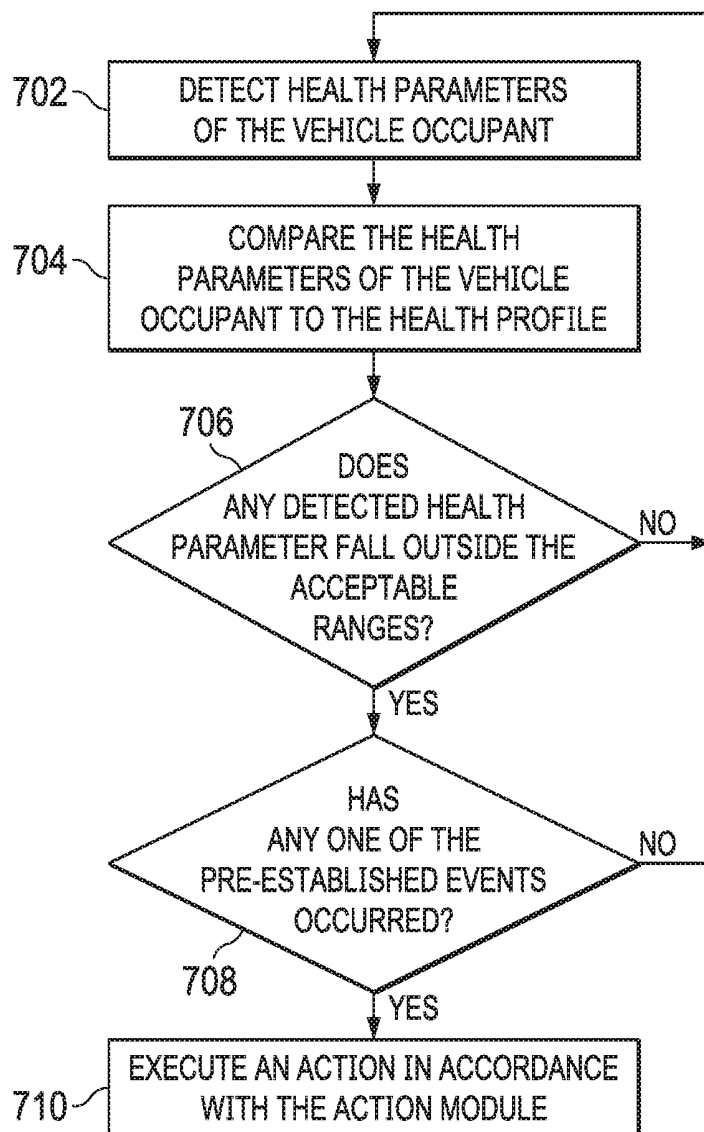 702
DETECT HEALTH PARAMETERS
OF THE VEHICLE OCCUPANT
704
COMPARE THE HEALTH
PARAMETERS OF THE VEHICLE
OCCUPANT TO THE HEALTH PROFILE
706
DOES
ANY DETECTED HEALTH
PARAMETER FALL OUTSIDE THE
ACCEPTABLE
RANGES?
NO
YES
HAS
ANY ONE OF THE
PRE-ESTABLISHED EVENTS
OCCURRED?
NO
708
YES
710
EXECUTE AN ACTION IN ACCORDANCE
WITH THE ACTION MODULE